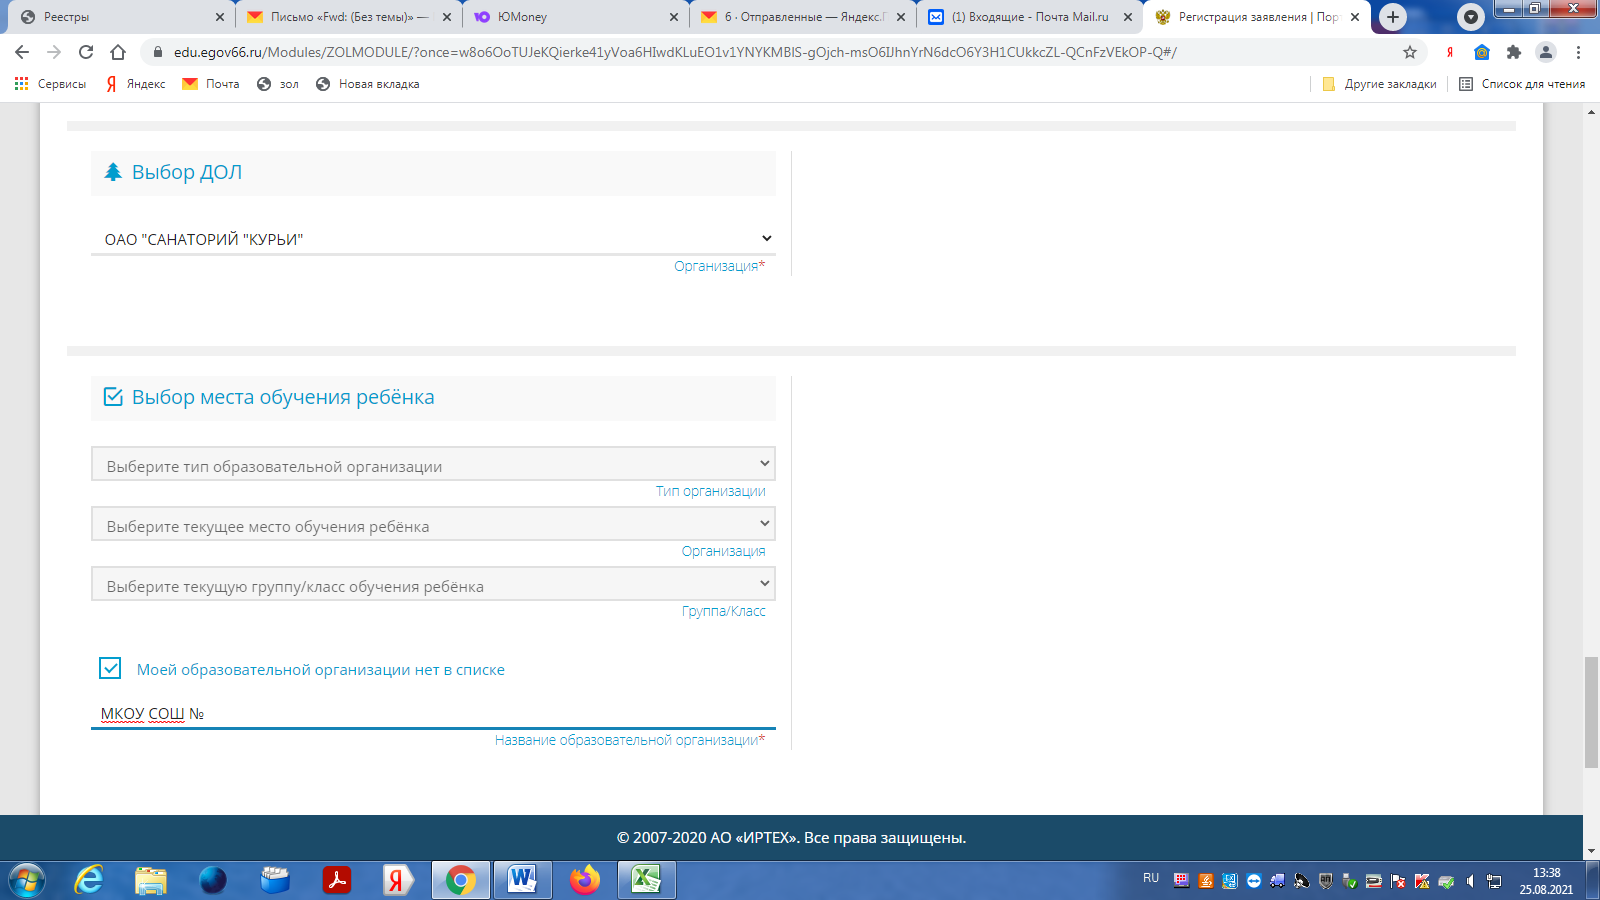 Реестры
Письмо «Fwd: (Без темы)» —
ЮMoney
6 · Отправленные — Яндекс.П
(1) Входящие - Почта Mail.ru
Регистрация заявления | Пор
edu.egov66.ru/Modules/ZOLMODULE/?once=w8o6OoTUJeKQierke41yVoa6HIwdKLuEO1v1YNYKMBlS-gOjch-msO6IJhnYrN6dcO6Y3H1CUkkcZL-QCnFzVEkOP-Q#/
Сервисы
Яндекс
Почта
зол
Новая вкладка
Другие закладки
Список для чтения
Выбор ДОЛ
ОАО "САНАТОРИЙ "КУРЬИ"
Организация*
Выбор места обучения ребёнка
Выберите тип образовательной организации
Тип организации
Выберите текущее место обучения ребёнка
Организация
Выберите текущую группу/класс обучения ребёнка
Группа/Класс
Моей образовательной организации нет в списке
МКОУ СОШ №
Название образовательной организации*
© 2007-2020 АО «ИРТЕХ». Все права защищены.
RU
13:38
25.08.2021